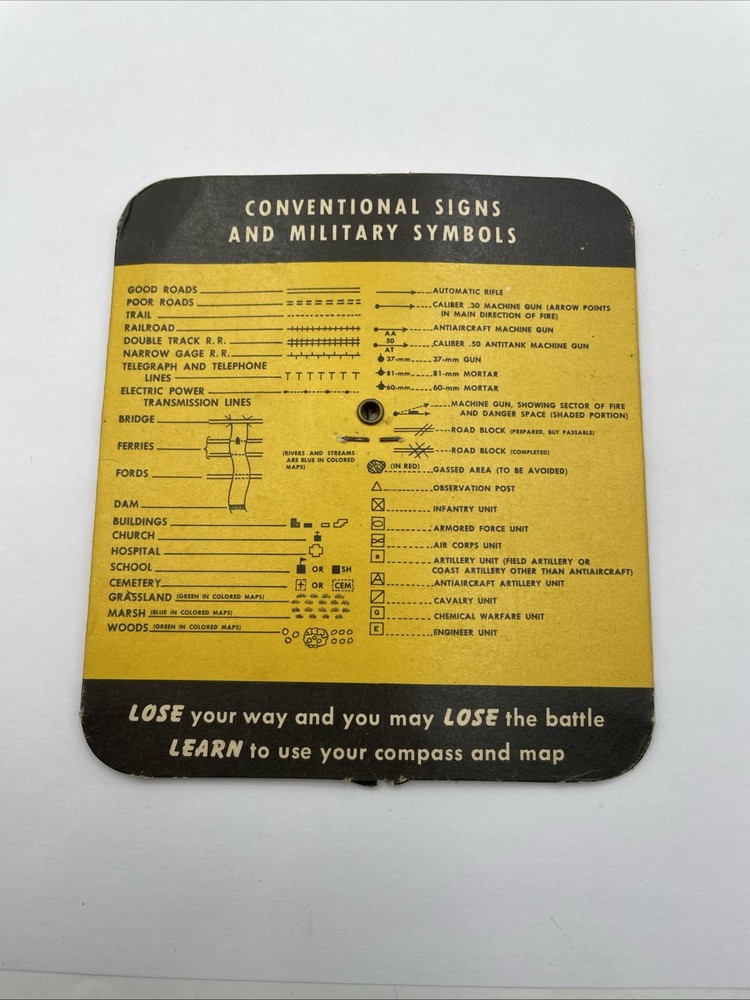 CONVENTIONAL SIGNS
AND MILITARY SYMBOLS
GOOD ROADS
POOR ROADS
TRAIL
RAILROAD
DOUBLE TRACK R.R.
NARROW GAGE R.R.
TELEGRAPH AND TELEPHONE
LINES
ELECTRIC POWER
TRANSMISSION LINES
BRIDGE
FERRIES
(RIVERS AND STREAMS
ARE BLUE IN COLORED
MAPS)
FORDS
DAM
BUILDINGS
CHURCH
HOSPITAL
SCHOOL OR SH
CEMETERY OR CEM
GRASSLAND (GREEN IN COLORED MAPS)
MARSH (BLUE IN COLORED MAPS)
WOODS (GREEN IN COLORED MAPS)
AUTOMATIC RIFLE
CALIBER .30 MACHINE GUN (ARROW POINTS
IN MAIN DIRECTION OF FIRE)
AA ANTIAIRCRAFT MACHINE GUN
50 AT CALIBER .50 ANTITANK MACHINE GUN
37-mm 37-mm GUN
81-mm 81-mm MORTAR
60-mm 60-mm MORTAR
MACHINE GUN, SHOWING SECTOR OF FIRE
AND DANGER SPACE (SHADED PORTION)
ROAD BLOCK (PREPARED, BUT PASSABLE)
ROAD BLOCK (COMPLETED)
(IN RED) GASSED AREA (TO BE AVOIDED)
OBSERVATION POST
INFANTRY UNIT
ARMORED FORCE UNIT
AIR CORPS UNIT
ARTILLERY UNIT (FIELD ARTILLERY OR
COAST ARTILLERY OTHER THAN ANTIAIRCRAFT)
ANTIAIRCRAFT ARTILLERY UNIT
CAVALRY UNIT
G CHEMICAL WARFARE UNIT
E ENGINEER UNIT
LOSE your way and you may LOSE the battle
LEARN to use your compass and map